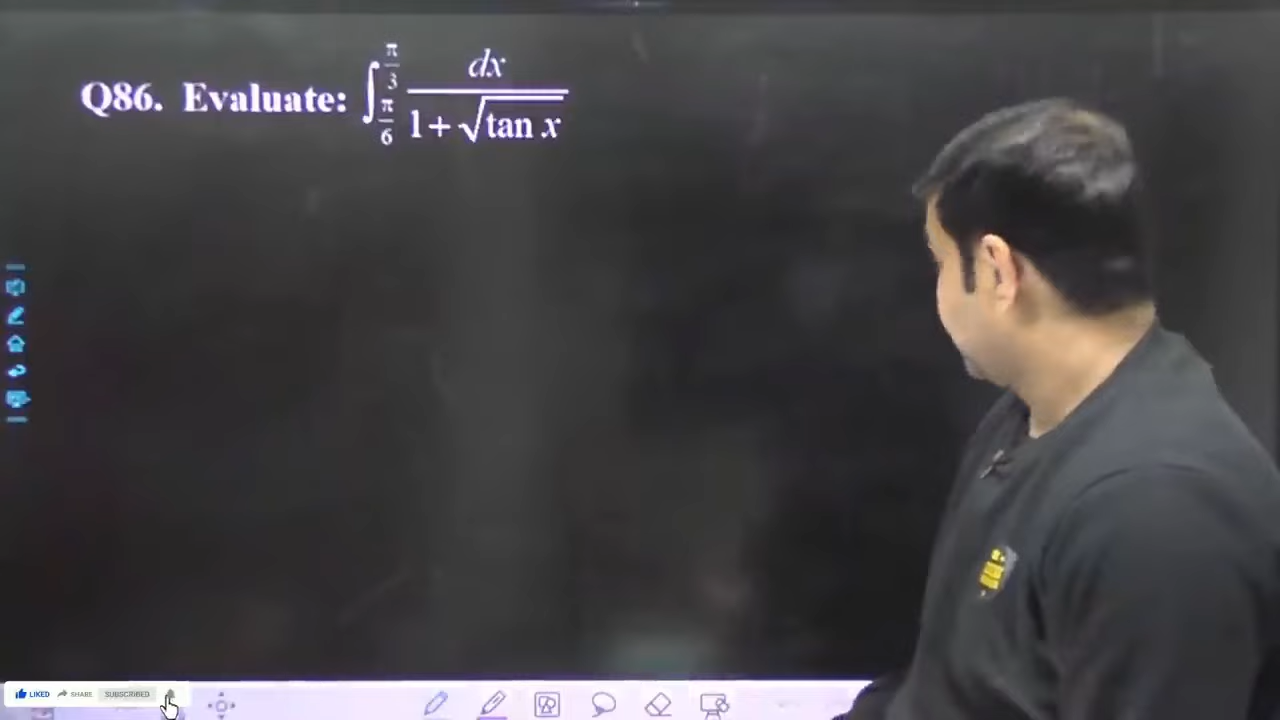 Q86. Evaluate: ∫_{π/6}^{π/3} dx / (1 + √(tan x))
LIKED SHARE SUBSCRIBED